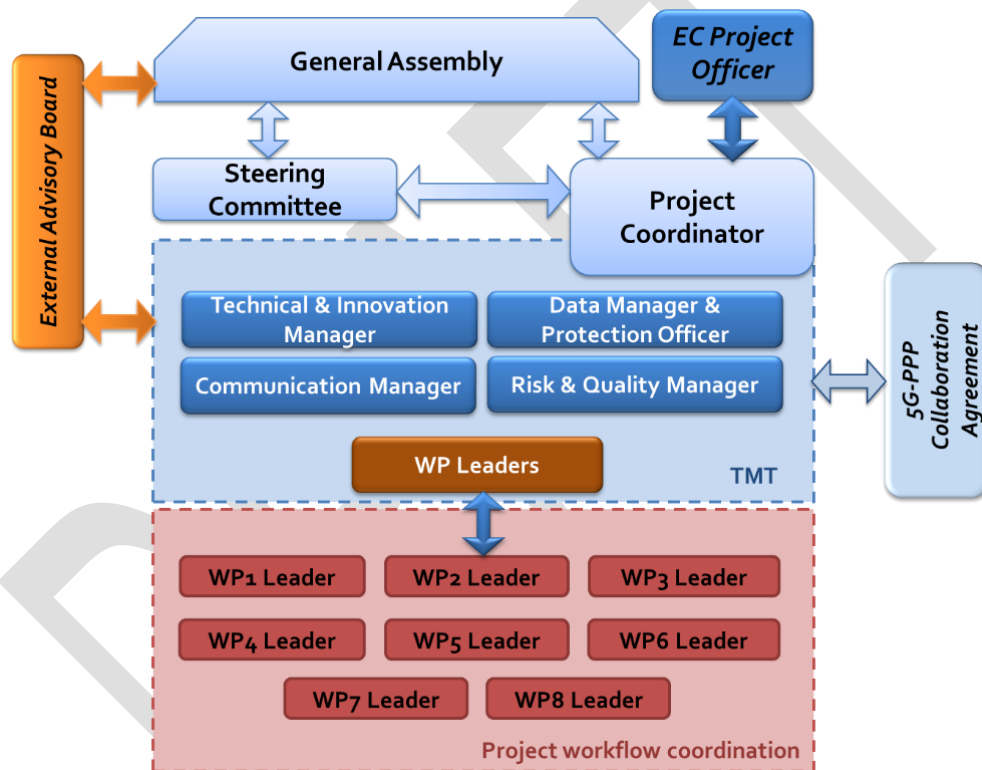 General Assembly
EC Project
Officer
External Advisory Board
Steering
Committee
Project
Coordinator
Technical & Innovation
Manager
Data Manager &
Protection Officer
Communication Manager
Risk & Quality Manager
5G-PPP
Collaboration
Agreement
WP Leaders
TMT
WP1 Leader
WP2 Leader
WP3 Leader
WP4 Leader
WP5 Leader
WP6 Leader
WP7 Leader
WP8 Leader
Project workflow coordination